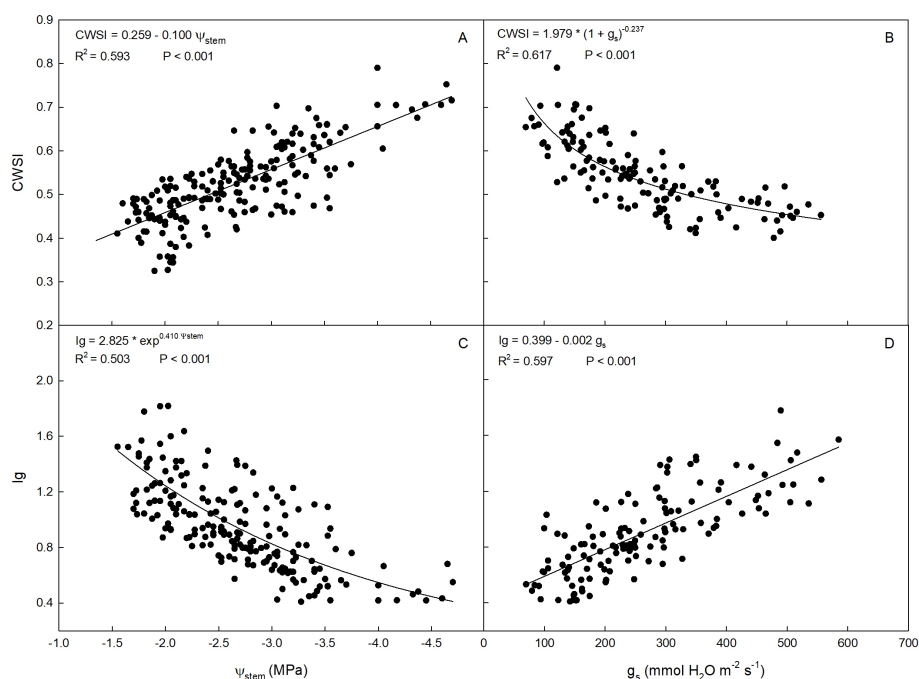 CWSI = 0.259 - 0.100 ψstem
R² = 0.593 P < 0.001
A
CWSI = 1.979 * (1 + gs)^-0.237
R² = 0.617 P < 0.001
B
0.9
0.8
0.7
0.6
0.5
0.4
0.3
0.2
CWSI
Ig = 2.825 * exp^0.410 Ψstem
R² = 0.503 P < 0.001
C
Ig = 0.399 - 0.002 gs
R² = 0.597 P < 0.001
D
2.0
1.6
1.2
0.8
0.4
Ig
-1.0 -1.5 -2.0 -2.5 -3.0 -3.5 -4.0 -4.5
0 100 200 300 400 500 600 700
ψstem (MPa)
gs (mmol H₂O m⁻² s⁻¹)